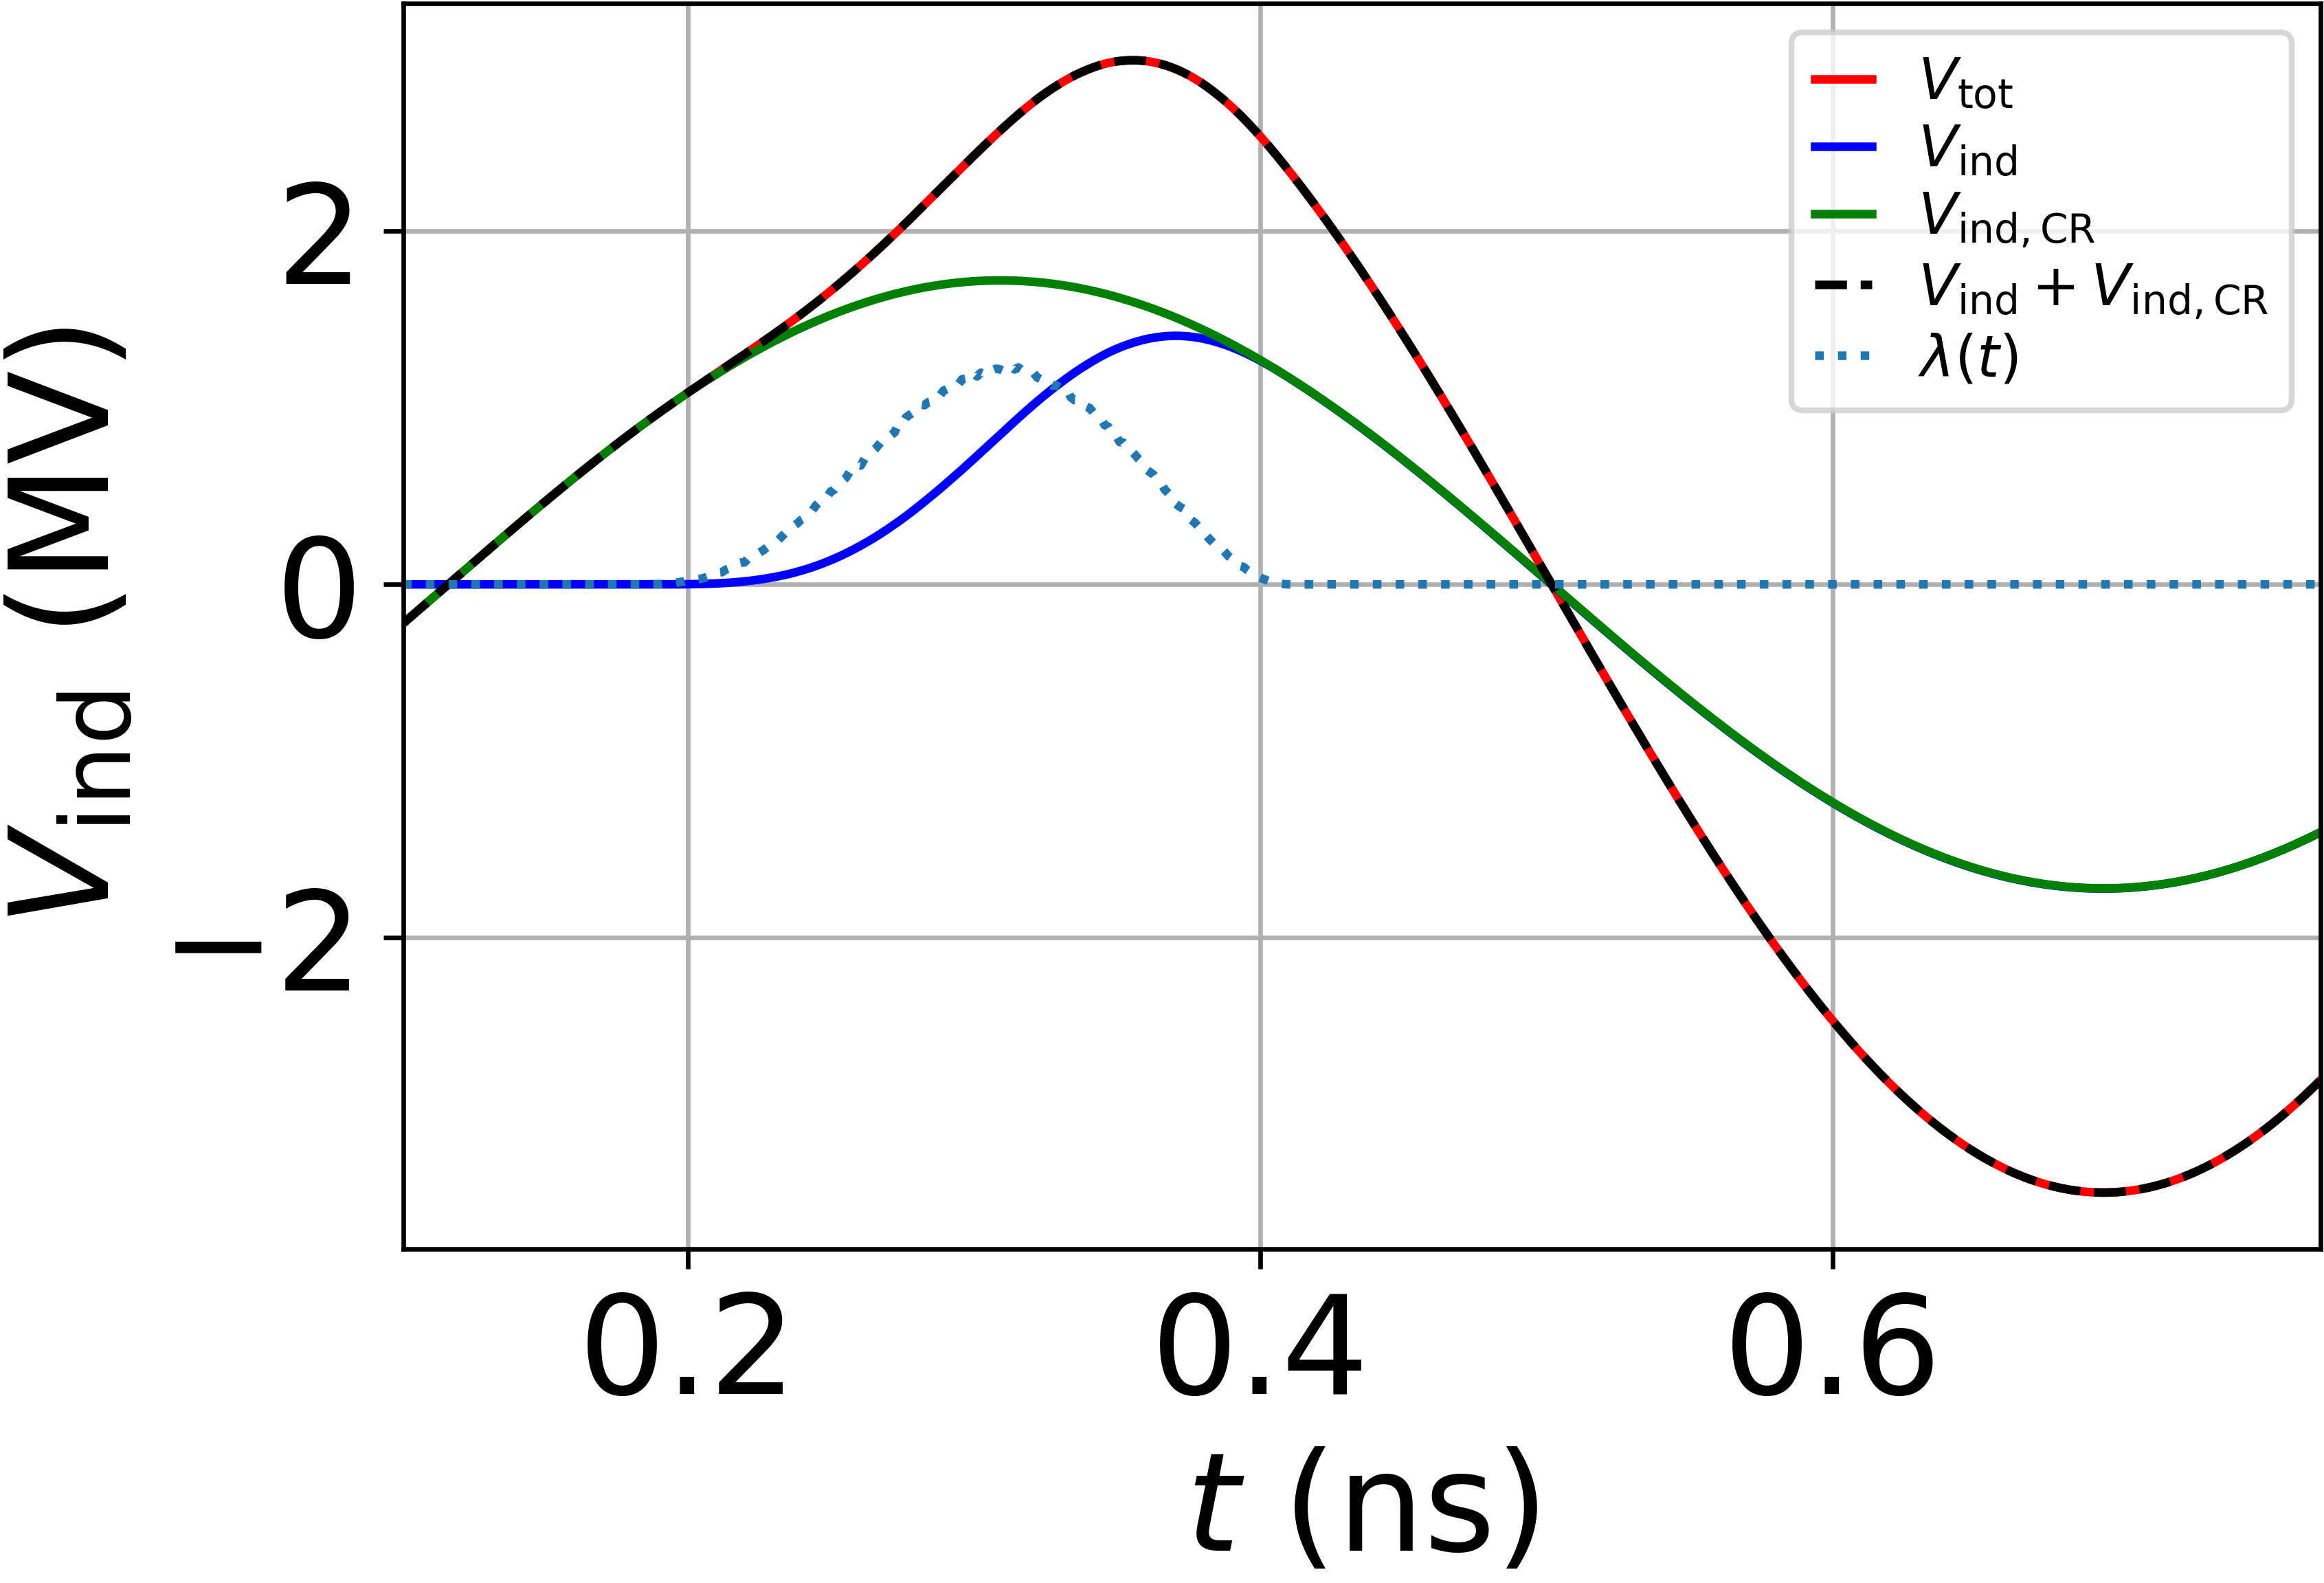 V_ind (MV)
2
0
−2
0.2 0.4 0.6
t (ns)
V_tot
V_ind
V_ind, CR
V_ind + V_ind, CR
λ(t)